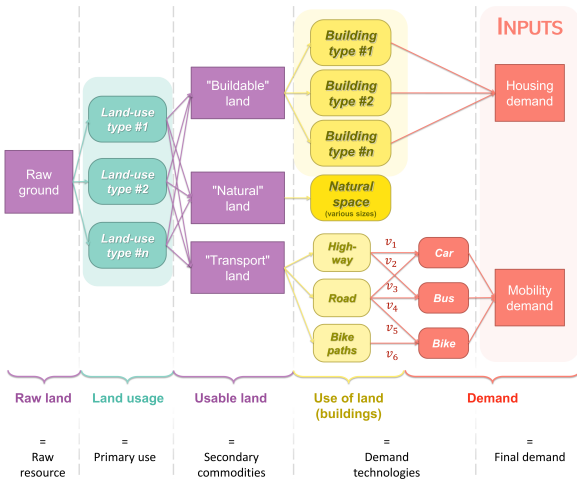 INPUTS
Building
type #1
Building
type #2
Building
type #n
"Buildable"
land
Housing
demand
Land-use
type #1
Land-use
type #2
Land-use
type #n
Raw
ground
"Natural"
land
Natural
space
(various sizes)
"Transport"
land
High-
way
Road
Bike
paths
v1
v2
v3
v4
v5
v6
Car
Bus
Bike
Mobility
demand
Raw land
Land usage
Usable land
Use of land
(buildings)
Demand
=
Raw
resource
=
Primary use
=
Secondary
commodities
=
Demand
technologies
=
Final demand